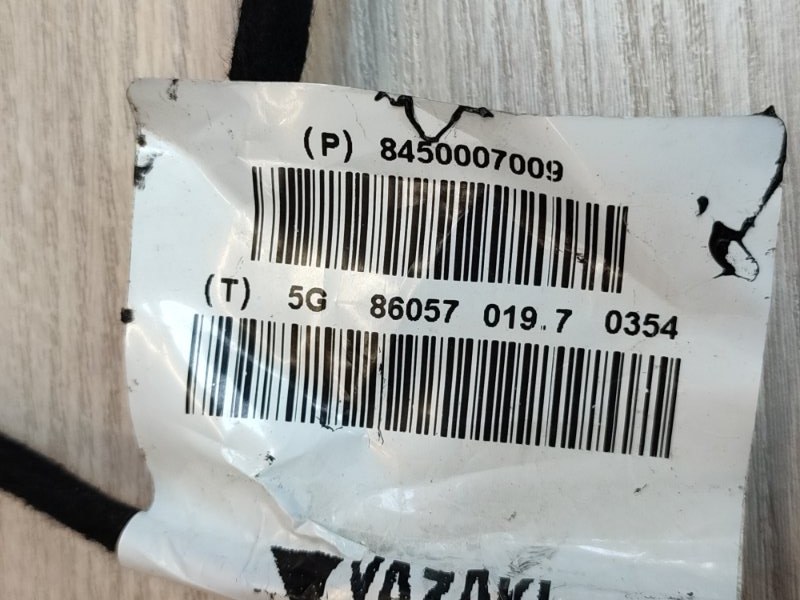 (P) 8450007009
(T) 5G 86057 019.7 0354
YAZAKI